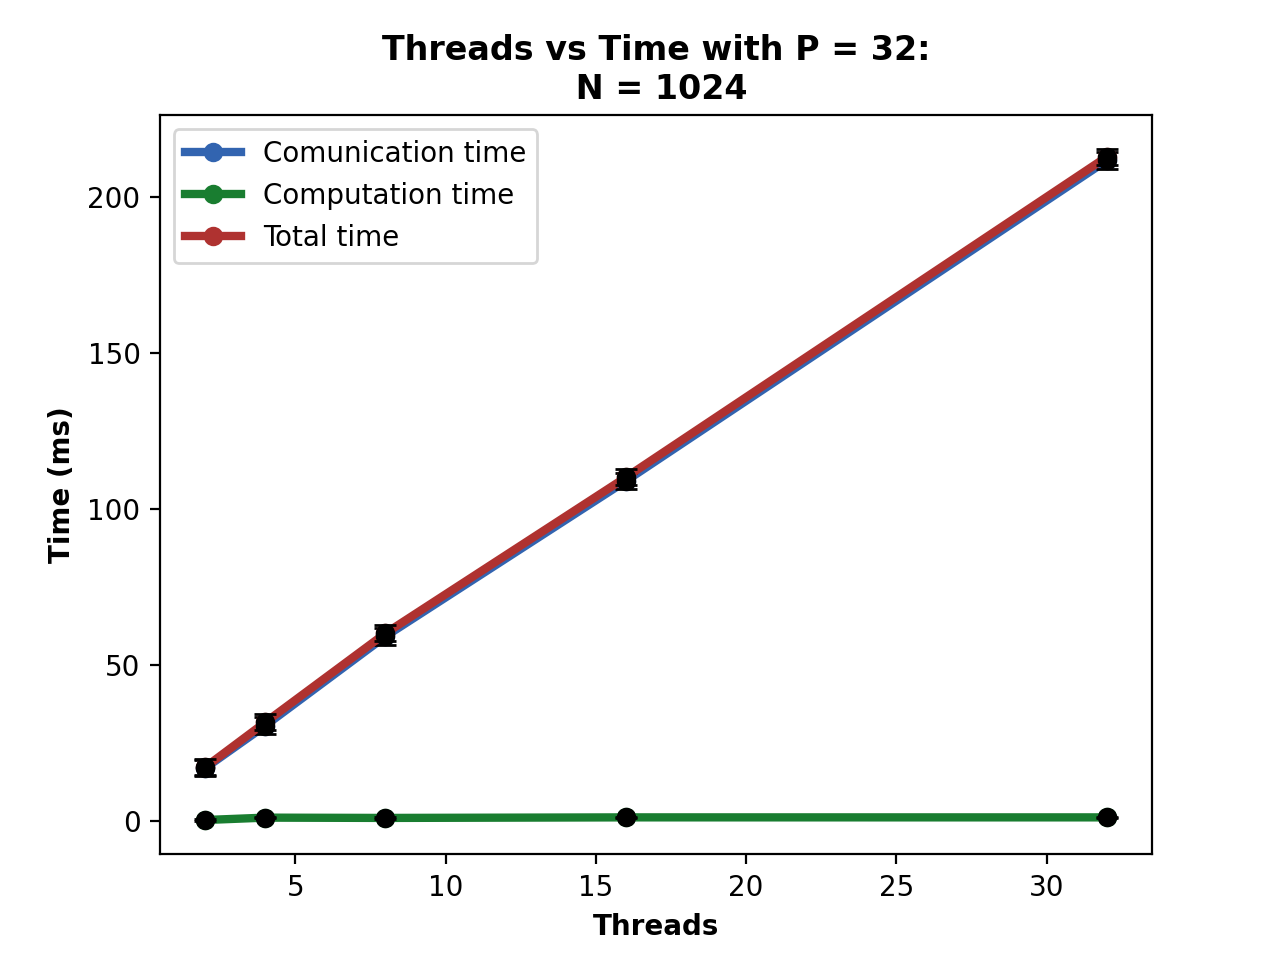 Threads vs Time with P = 32:
N = 1024
Comunication time
Computation time
Total time
200
150
100
50
0
Time (ms)
5 10 15 20 25 30
Threads